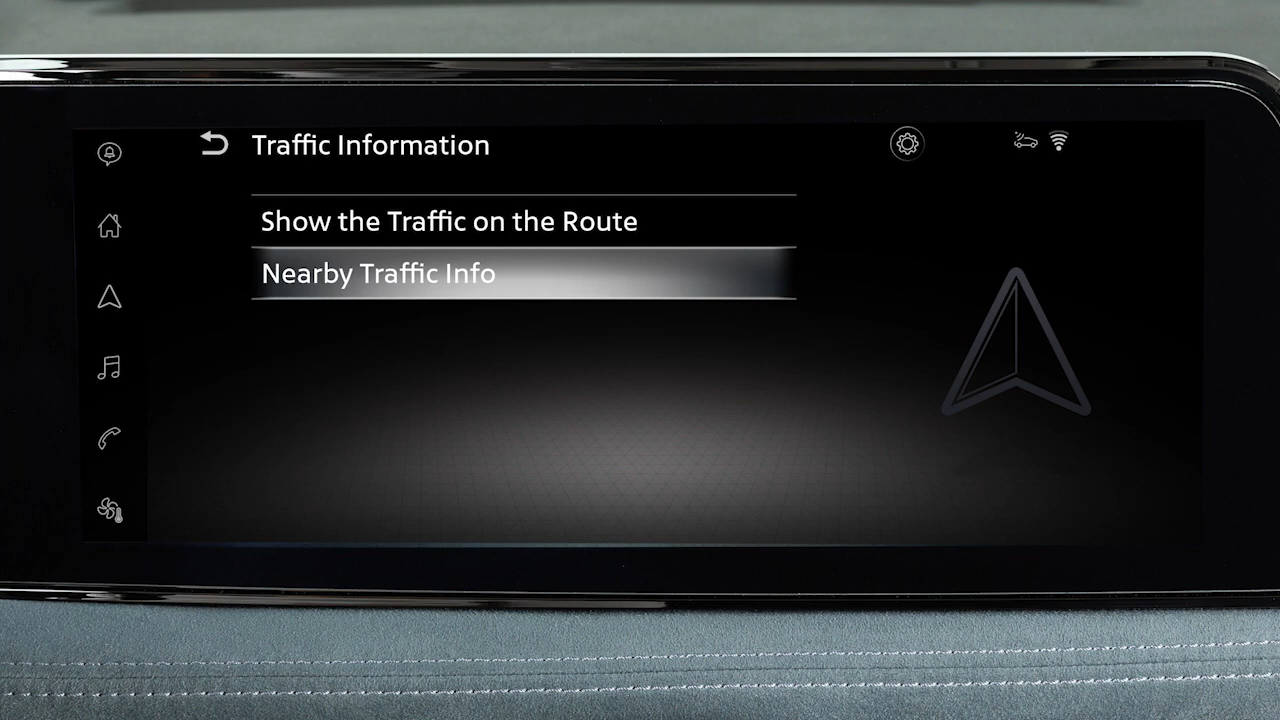 Traffic Information
Show the Traffic on the Route
Nearby Traffic Info